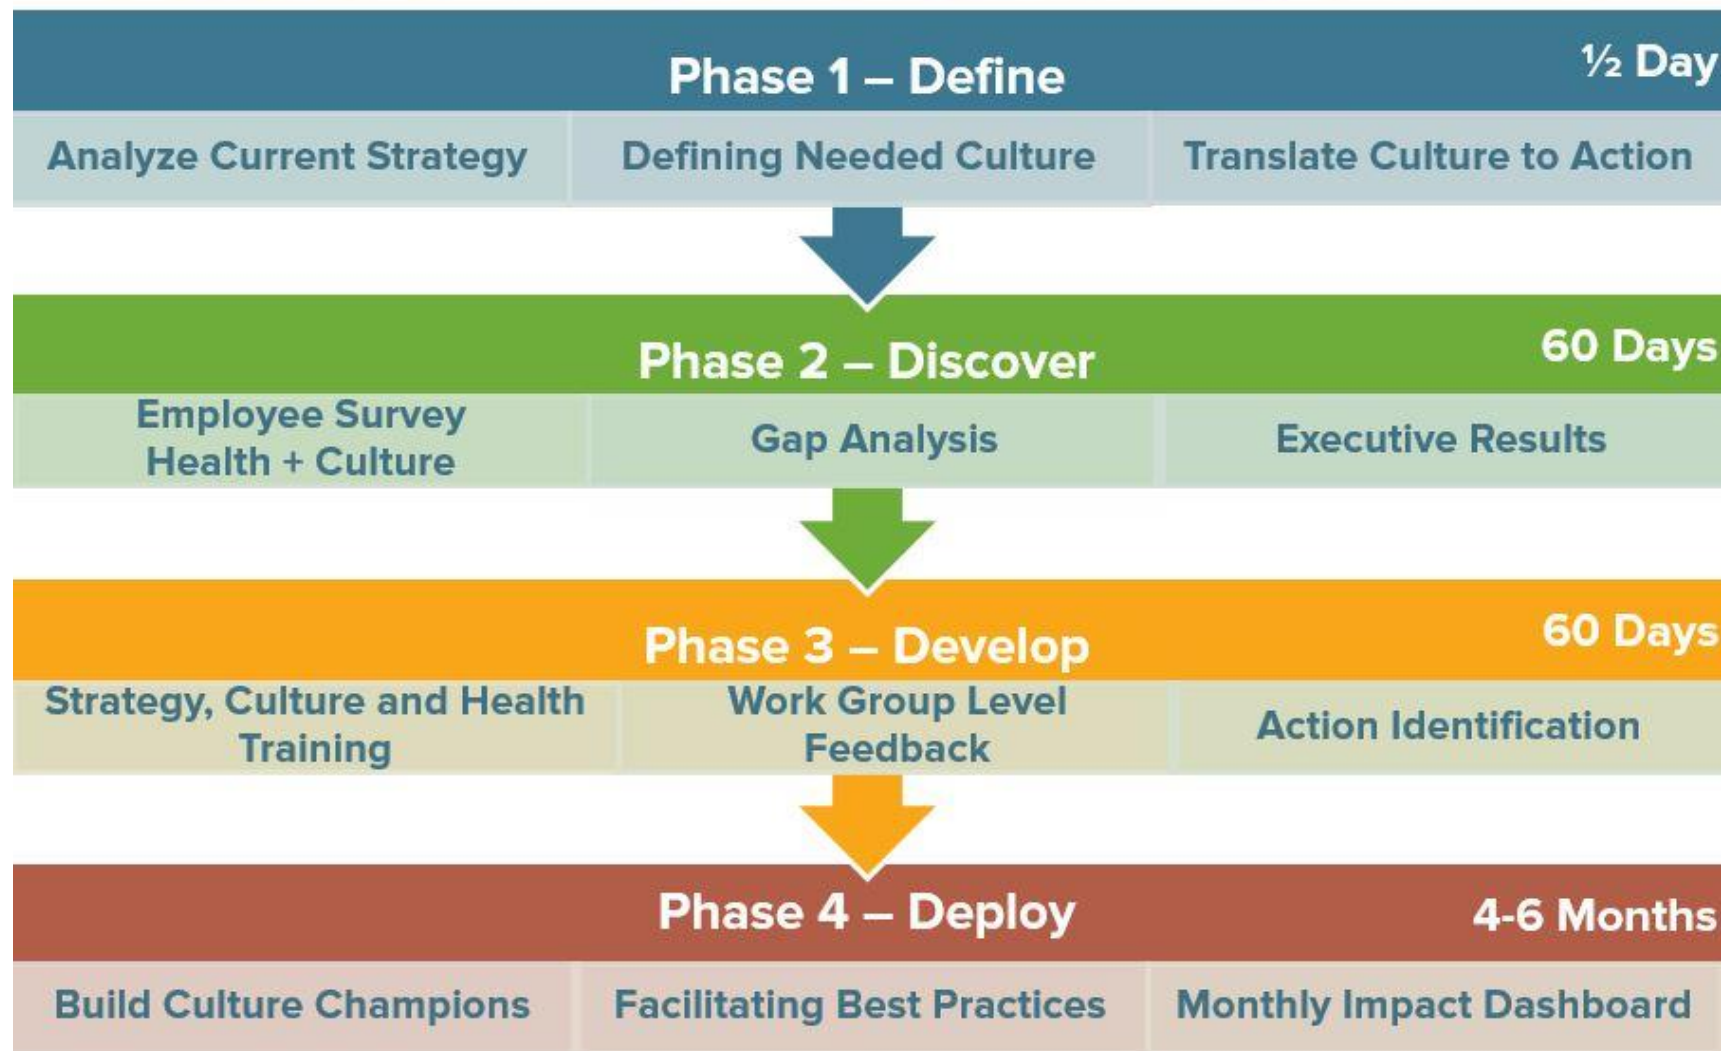 Phase 1 – Define
½ Day
Analyze Current Strategy
Defining Needed Culture
Translate Culture to Action
Phase 2 – Discover
60 Days
Employee Survey
Health + Culture
Gap Analysis
Executive Results
Phase 3 – Develop
60 Days
Strategy, Culture and Health
Training
Work Group Level
Feedback
Action Identification
Phase 4 – Deploy
4-6 Months
Build Culture Champions
Facilitating Best Practices
Monthly Impact Dashboard